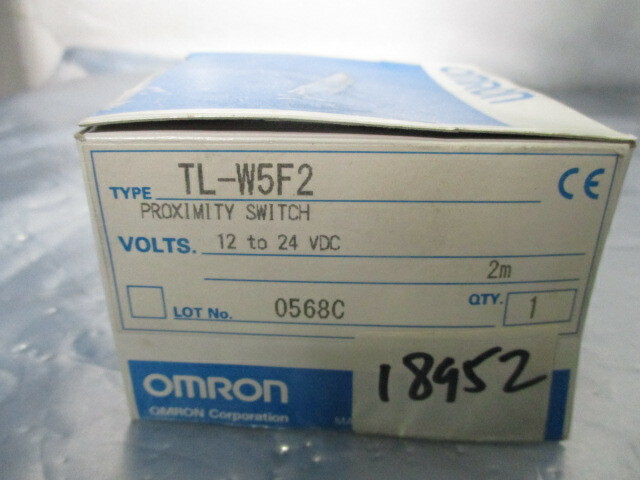 OMRON
TYPE TL-W5F2
CE
PROXIMITY SWITCH
VOLTS. 12 to 24 VDC
2m
LOT No. 0568C QTY. 1
OMRON
OMRON Corporation
18952